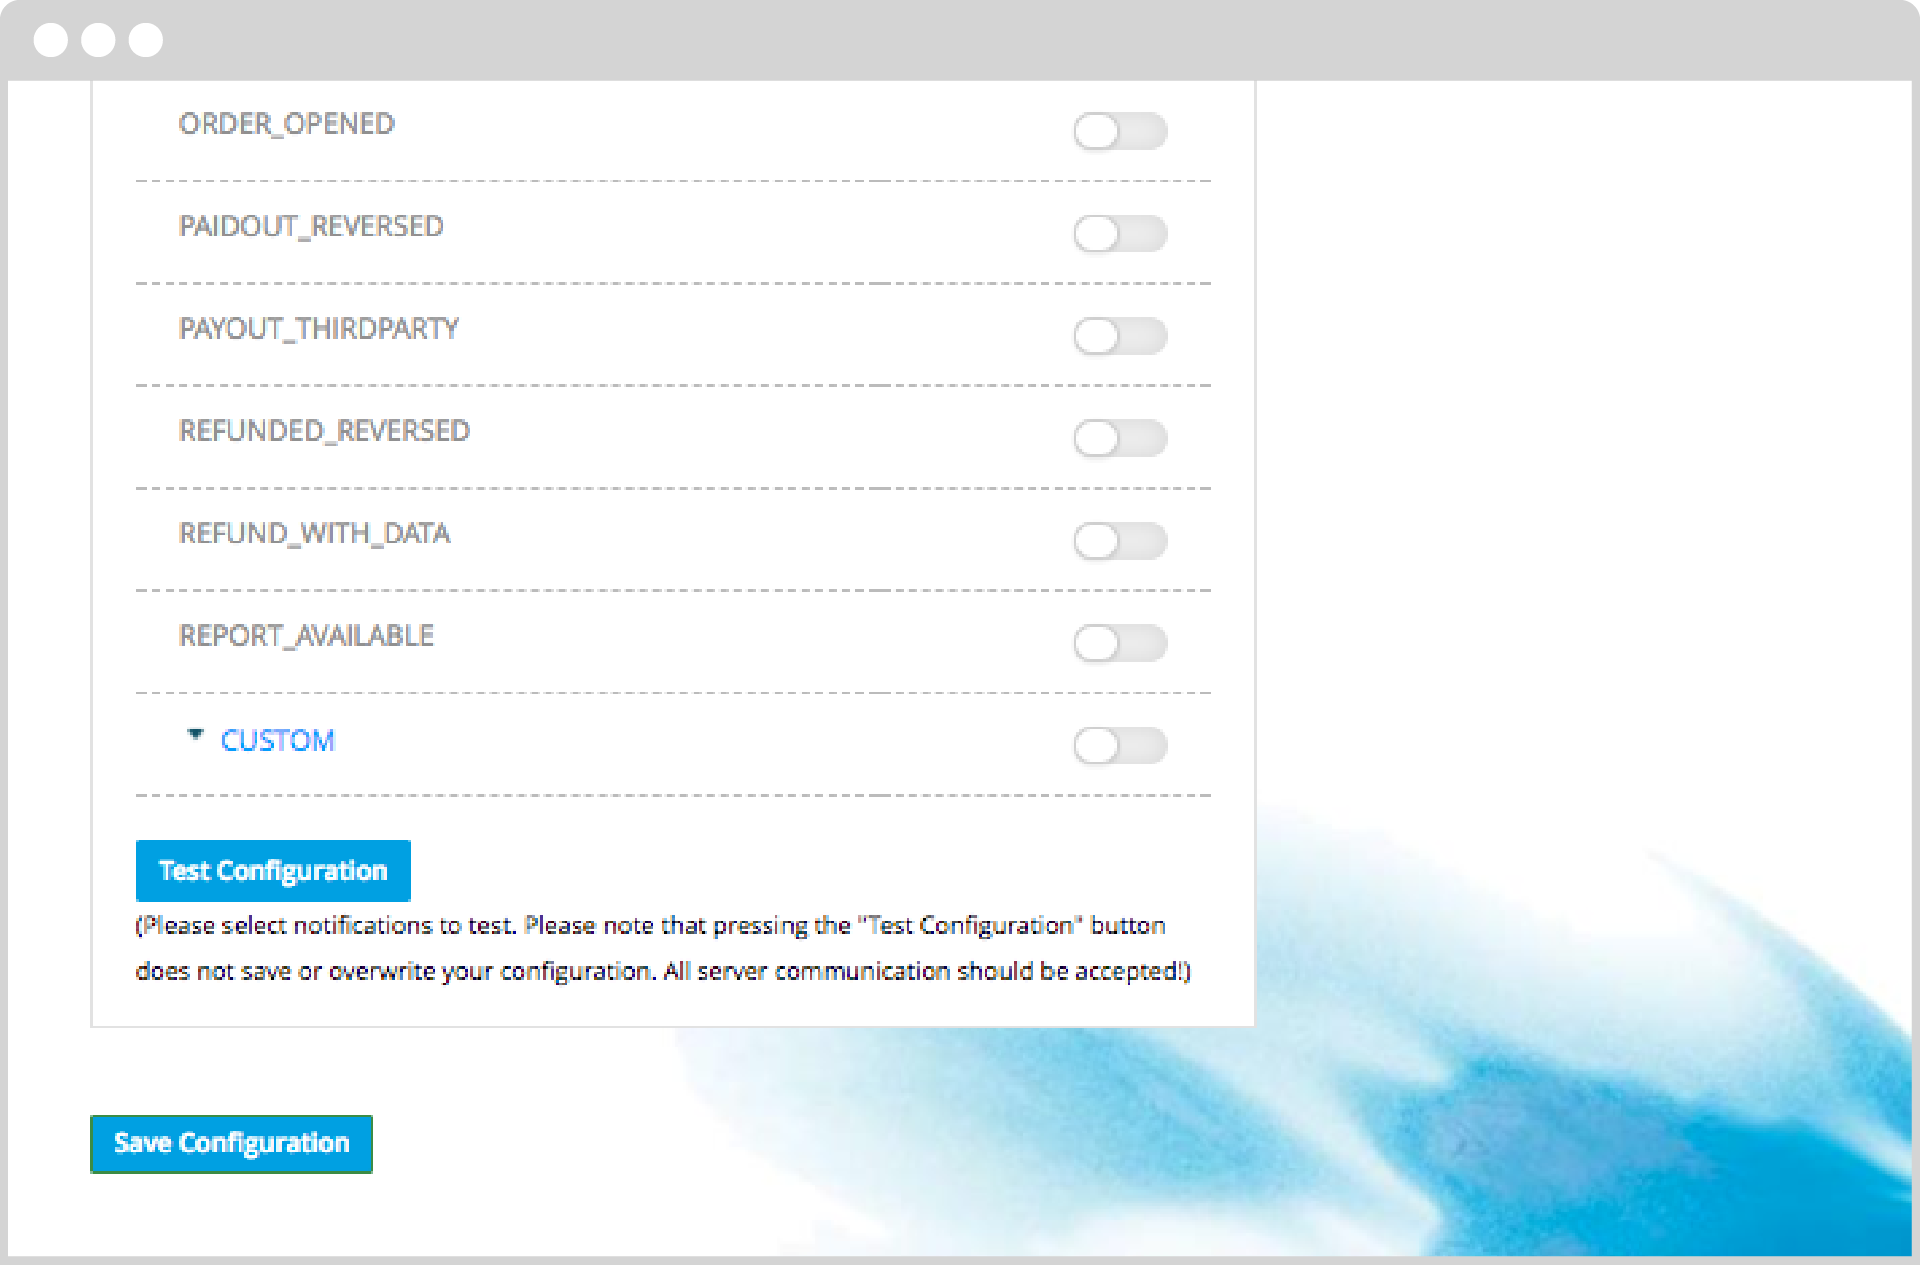 ORDER_OPENED
PAIDOUT_REVERSED
PAYOUT_THIRDPARTY
REFUNDED_REVERSED
REFUND_WITH_DATA
REPORT_AVAILABLE
CUSTOM
Test Configuration
(Please select notifications to test. Please note that pressing the "Test Configuration" button
does not save or overwrite your configuration. All server communication should be accepted!)
Save Configuration